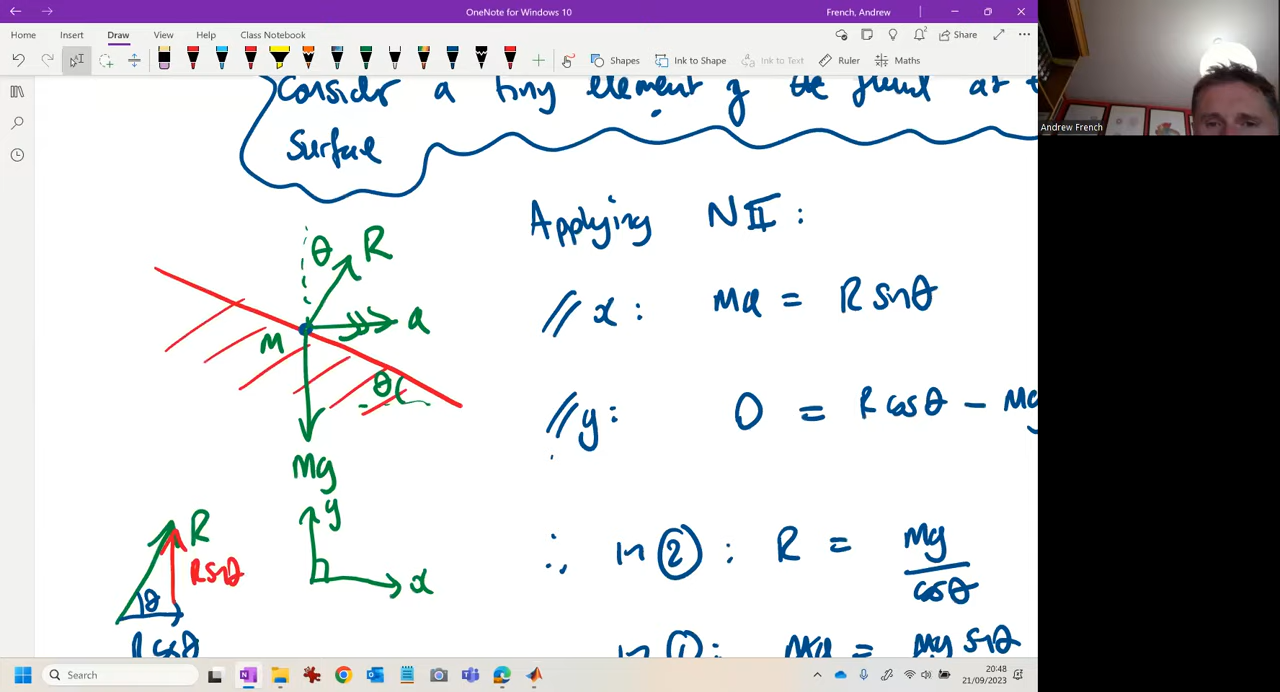 OneNote for Windows 10
French, Andrew
Home Insert Draw View Help Class Notebook
Share
Shapes Ink to Shape Ink to Text Ruler Maths
Andrew French
Consider a tiny element of the fluid at
Surface
Applying NII:
θ R
// x: Ma = R sinθ
a
M
θ
// y: 0 = R cosθ - Mg
Mg
y
R
∴ in ②: R = Mg
cosθ
R sinθ
θ
x
R cosθ
in ①: Ma = Mg sinθ
Search
20:48
21/09/2023